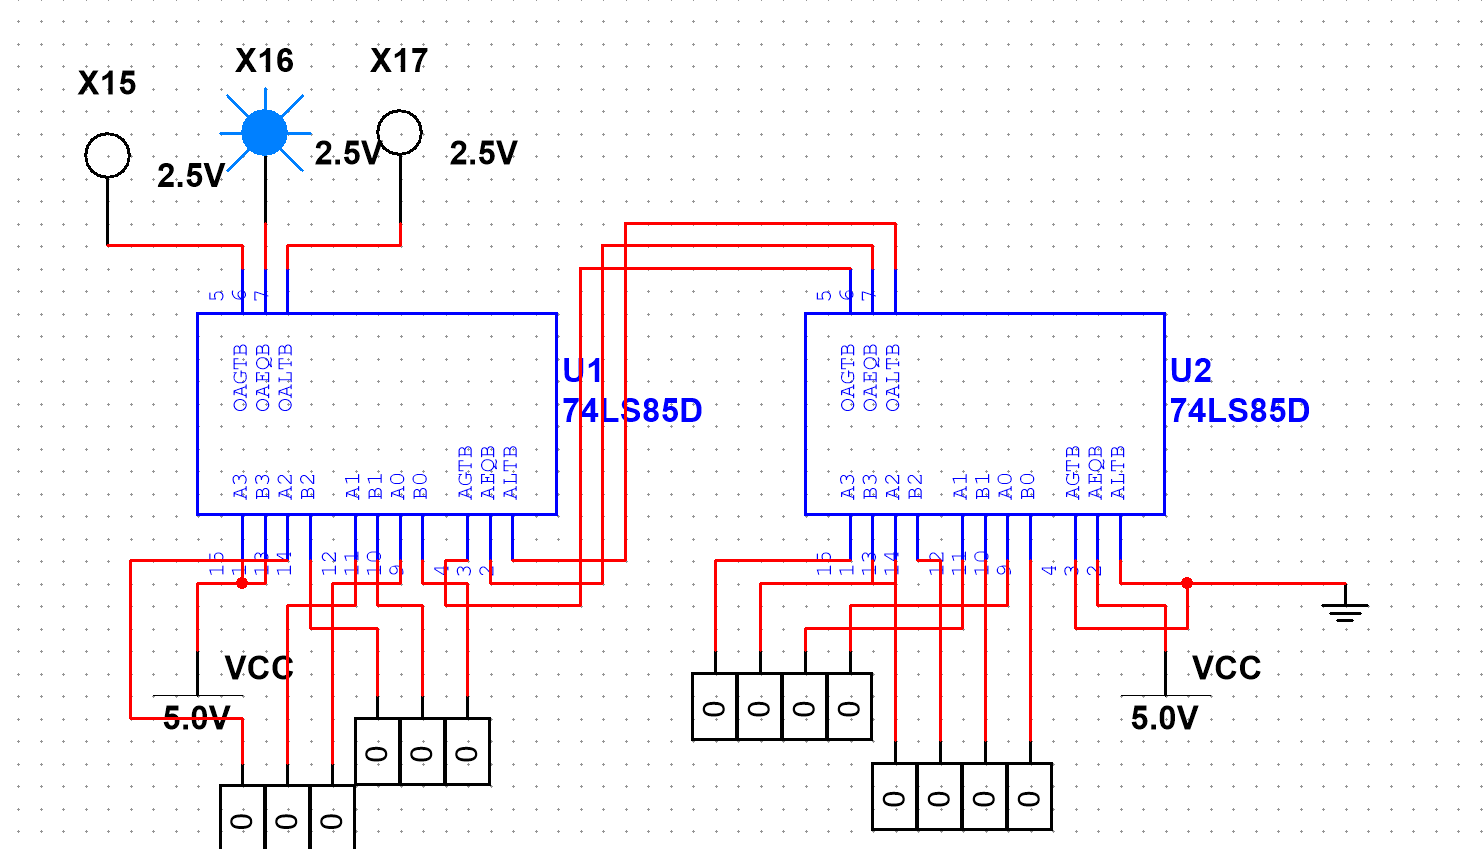 X15
X16
X17
2.5V
2.5V
2.5V
5
6
7
5
6
7
OAGTB
OAEQB
OALTB
U1
74LS85D
OAGTB
OAEQB
OALTB
U2
74LS85D
A3
B3
A2
B2
A1
B1
A0
B0
AGTB
AEQB
ALTB
A3
B3
A2
B2
A1
B1
A0
B0
AGTB
AEQB
ALTB
15
1
13
14
12
11
10
9
4
3
2
15
1
13
14
12
11
10
9
4
3
2
VCC
5.0V
VCC
5.0V
0 0 0 0
0 0 0
0 0 0 0
0 0 0